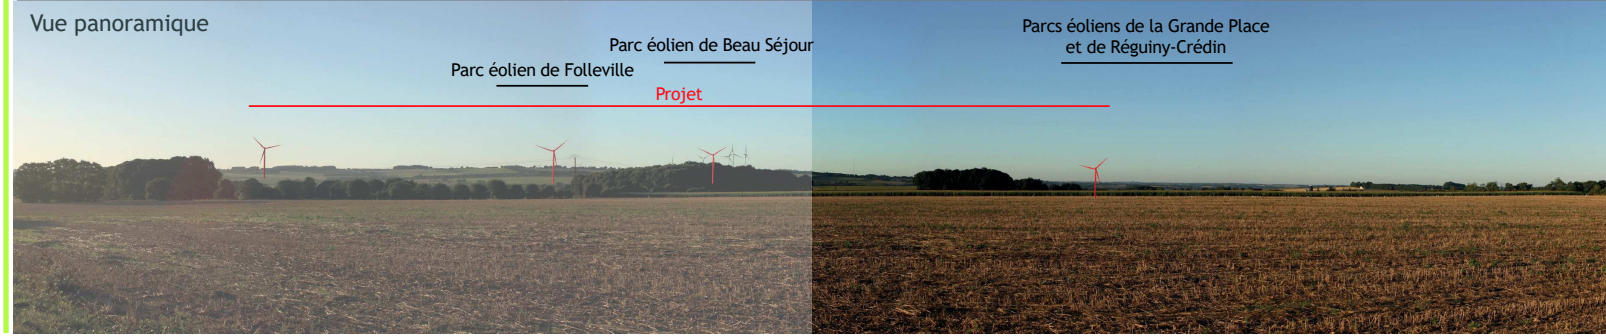 Vue panoramique
Parc éolien de Folleville
Parc éolien de Beau Séjour
Projet
Parcs éoliens de la Grande Place
et de Réguiny-Crédin